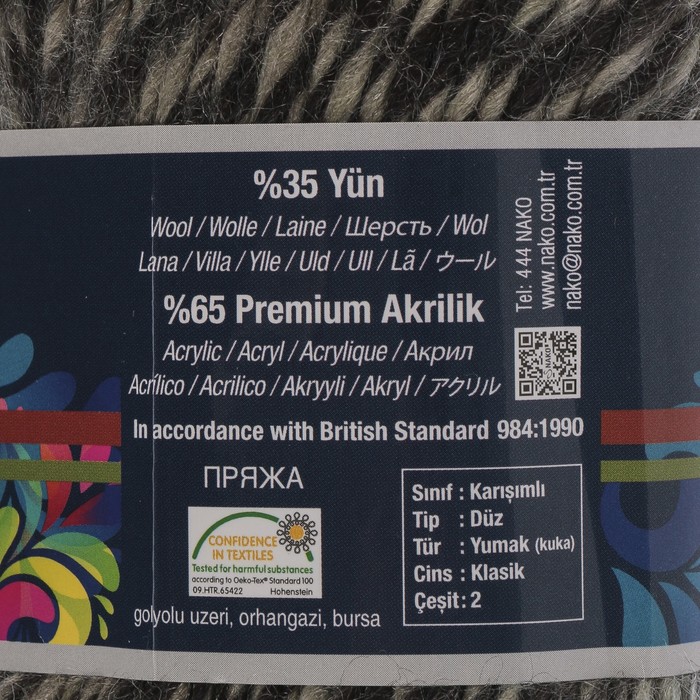 %35 Yün
Wool / Wolle / Laine / Шерсть / Wol
Lana / Villa / Ylle / Uld / Ull / Lã / ウール
%65 Premium Akrilik
Acrylic / Acryl / Acrylique / Акрил
Acrílico / Acrilico / Akryyli / Akryl / アクリル
In accordance with British Standard 984:1990
Tel: 444 NAKO
www.nako.com.tr
nako@nako.com.tr
NAKO
ПРЯЖА
CONFIDENCE
IN TEXTILES
Tested for harmful substances
according to Oeko-Tex® Standard 100
09.HTR.65422 Hohenstein
golyolu uzeri, orhangazi, bursa
Sınıf : Karışımlı
Tip : Düz
Tür : Yumak (kuka)
Cins : Klasik
Çeşit : 2